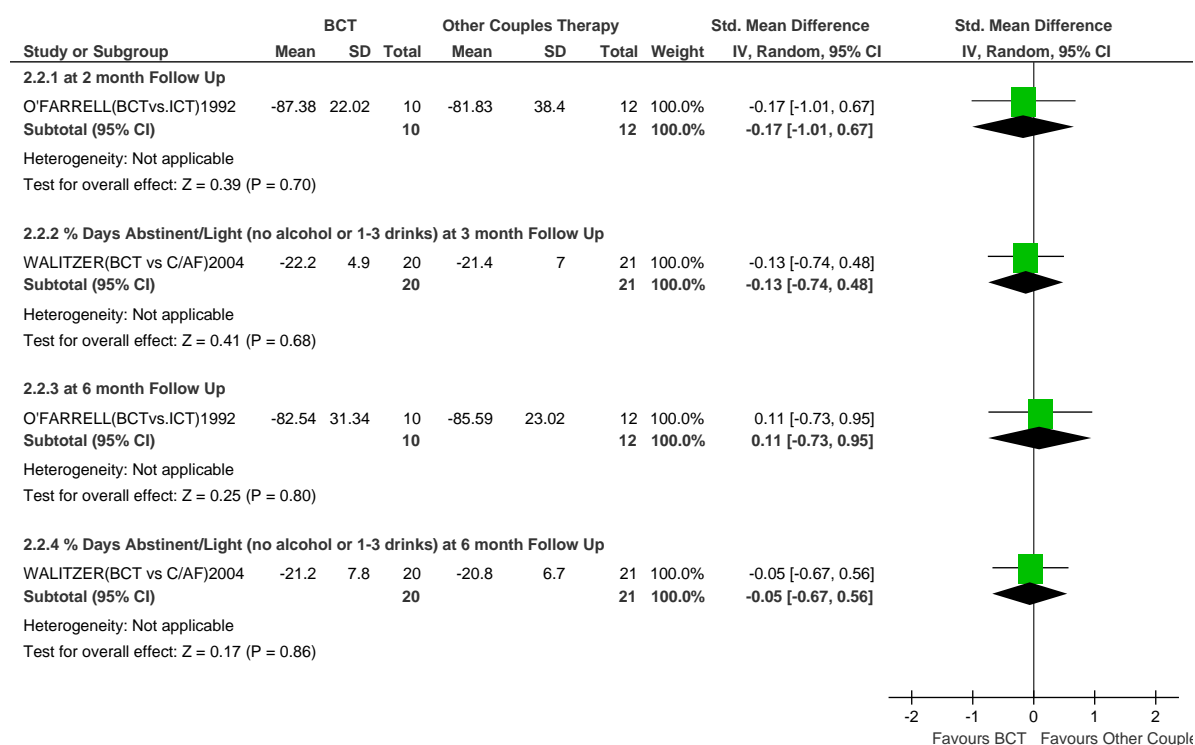 BCT Other Couples Therapy Std. Mean Difference Std. Mean Difference
Study or Subgroup Mean SD Total Mean SD Total Weight IV, Random, 95% CI IV, Random, 95% CI
2.2.1 at 2 month Follow Up
O'FARRELL(BCTvs.ICT)1992 -87.38 22.02 10 -81.83 38.4 12 100.0% -0.17 [-1.01, 0.67]
Subtotal (95% CI) 10 12 100.0% -0.17 [-1.01, 0.67]
Heterogeneity: Not applicable
Test for overall effect: Z = 0.39 (P = 0.70)
2.2.2 % Days Abstinent/Light (no alcohol or 1-3 drinks) at 3 month Follow Up
WALITZER(BCT vs C/AF)2004 -22.2 4.9 20 -21.4 7 21 100.0% -0.13 [-0.74, 0.48]
Subtotal (95% CI) 20 21 100.0% -0.13 [-0.74, 0.48]
Heterogeneity: Not applicable
Test for overall effect: Z = 0.41 (P = 0.68)
2.2.3 at 6 month Follow Up
O'FARRELL(BCTvs.ICT)1992 -82.54 31.34 10 -85.59 23.02 12 100.0% 0.11 [-0.73, 0.95]
Subtotal (95% CI) 10 12 100.0% 0.11 [-0.73, 0.95]
Heterogeneity: Not applicable
Test for overall effect: Z = 0.25 (P = 0.80)
2.2.4 % Days Abstinent/Light (no alcohol or 1-3 drinks) at 6 month Follow Up
WALITZER(BCT vs C/AF)2004 -21.2 7.8 20 -20.8 6.7 21 100.0% -0.05 [-0.67, 0.56]
Subtotal (95% CI) 20 21 100.0% -0.05 [-0.67, 0.56]
Heterogeneity: Not applicable
Test for overall effect: Z = 0.17 (P = 0.86)
-2 -1 0 1 2
Favours BCT Favours Other Couple